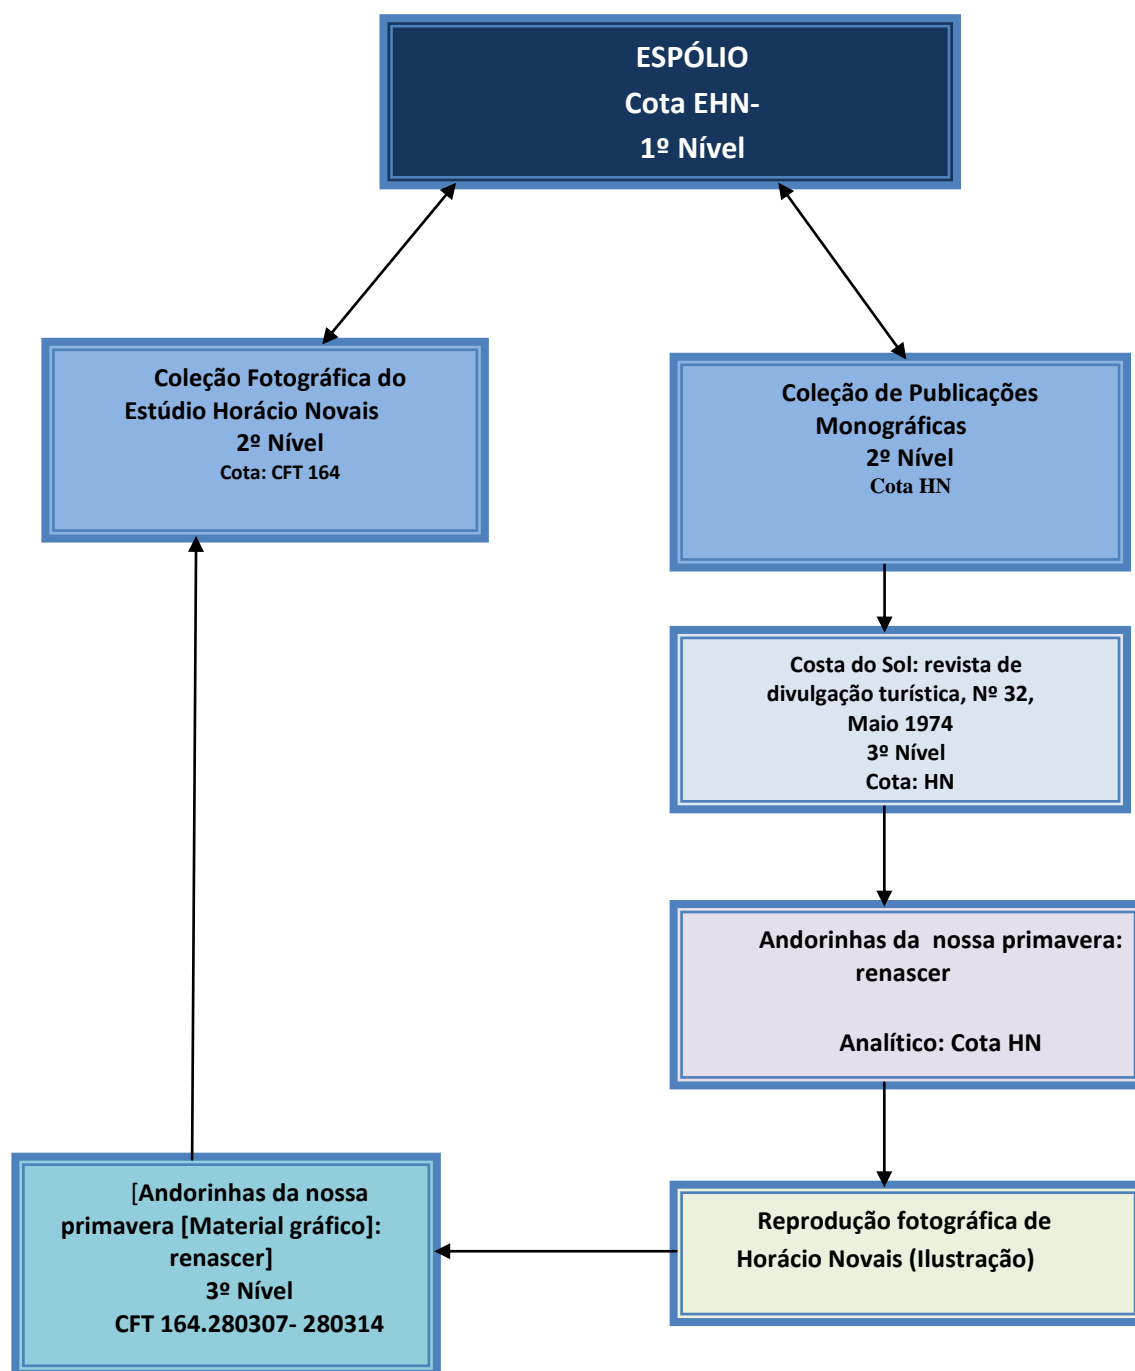 ESPÓLIO
Cota EHN-
1º Nível
Coleção Fotográfica do
Estúdio Horácio Novais
2º Nível
Cota: CFT 164
Coleção de Publicações
Monográficas
2º Nível
Cota HN
Costa do Sol: revista de
divulgação turística, Nº 32,
Maio 1974
3º Nível
Cota: HN
Andorinhas da nossa primavera:
renascer
Analítico: Cota HN
[Andorinhas da nossa
primavera [Material gráfico]:
renascer]
3º Nível
CFT 164.280307- 280314
Reprodução fotográfica de
Horácio Novais (Ilustração)